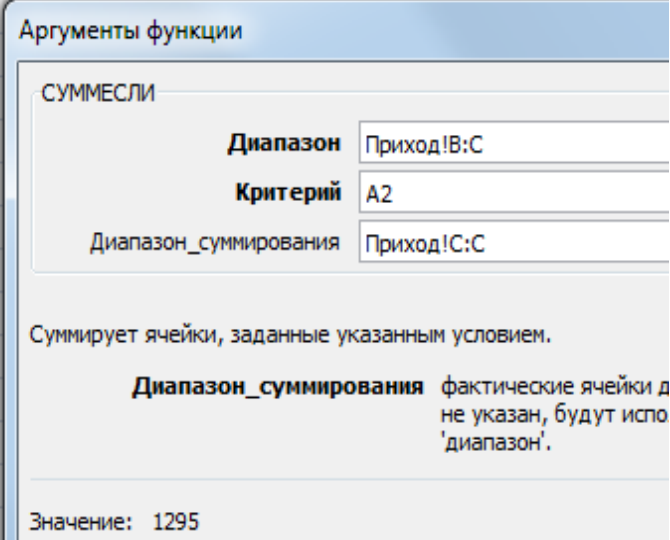 Аргументы функции
СУММЕСЛИ
Диапазон Приход!B:C
Критерий A2
Диапазон_суммирования Приход!C:C
Суммирует ячейки, заданные указанным условием.
Диапазон_суммирования фактические ячейки
не указан, будут
'диапазон'.
Значение: 1295